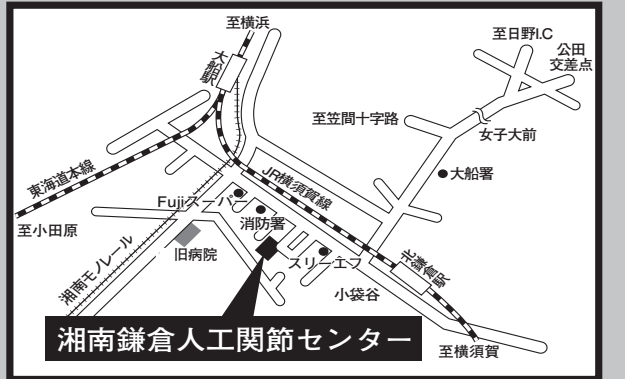 至横浜
大船駅
至日野I.C
公田
交差点
至笠間十字路
女子大前
大船署
東海道本線
JR横須賀線
Fujiスーパー
消防署
至小田原
旧病院
スリーエフ
北鎌倉駅
湘南モノレール
小袋谷
湘南鎌倉人工関節センター
至横須賀